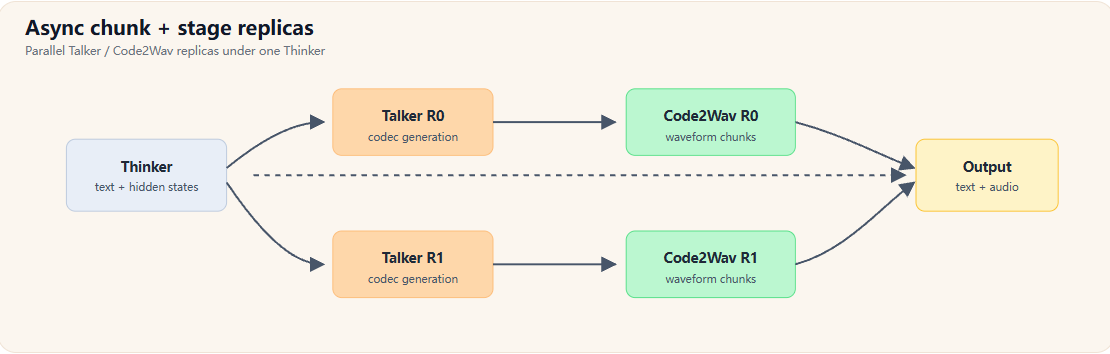 Async chunk + stage replicas
Parallel Talker / Code2Wav replicas under one Thinker
Talker R0
codec generation
Code2Wav R0
waveform chunks
Thinker
text + hidden states
Output
text + audio
Talker R1
codec generation
Code2Wav R1
waveform chunks